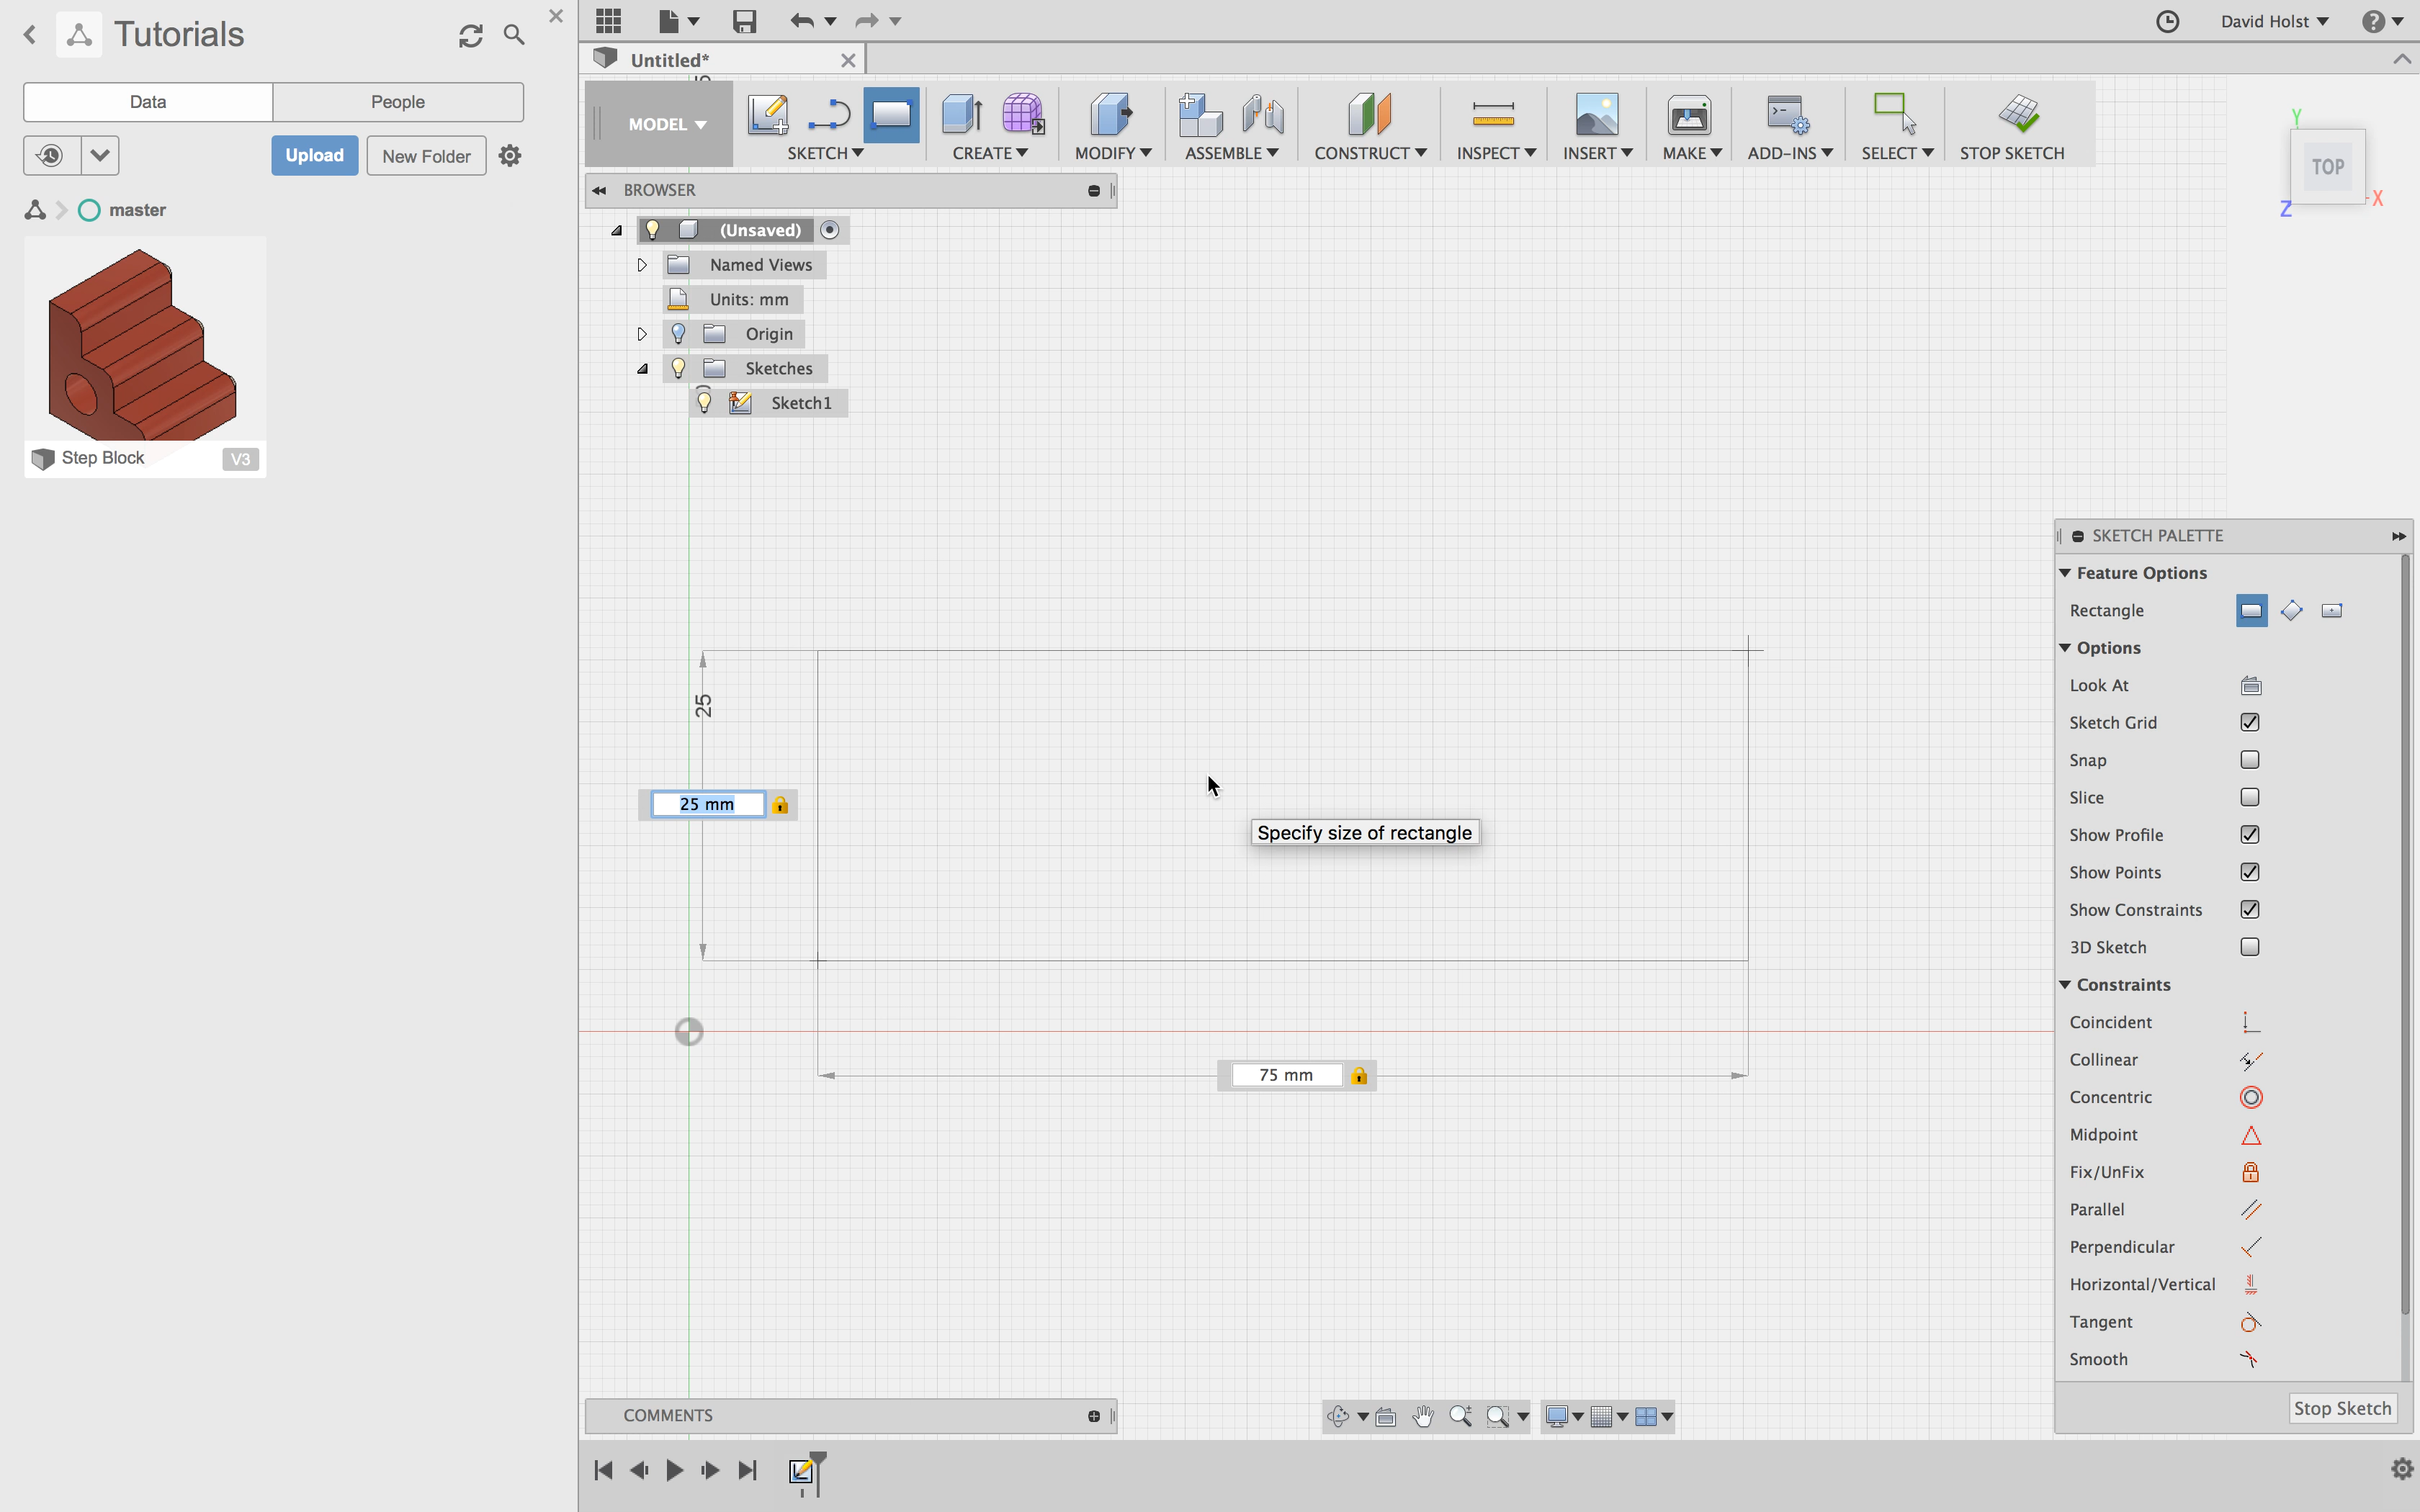 Tutorials
Data
People
Upload
New Folder
master
Step Block
V3
David Holst
?
Untitled*
MODEL
SKETCH
CREATE
MODIFY
ASSEMBLE
CONSTRUCT
INSPECT
INSERT
MAKE
ADD-INS
SELECT
STOP SKETCH
BROWSER
(Unsaved)
Named Views
Units: mm
Origin
Sketches
Sketch1
Y
TOP
X
Z
25
25 mm
Specify size of rectangle
75 mm
SKETCH PALETTE
Feature Options
Rectangle
Options
Look At
Sketch Grid
Snap
Slice
Show Profile
Show Points
Show Constraints
3D Sketch
Constraints
Coincident
Collinear
Concentric
Midpoint
Fix/UnFix
Parallel
Perpendicular
Horizontal/Vertical
Tangent
Smooth
Stop Sketch
COMMENTS